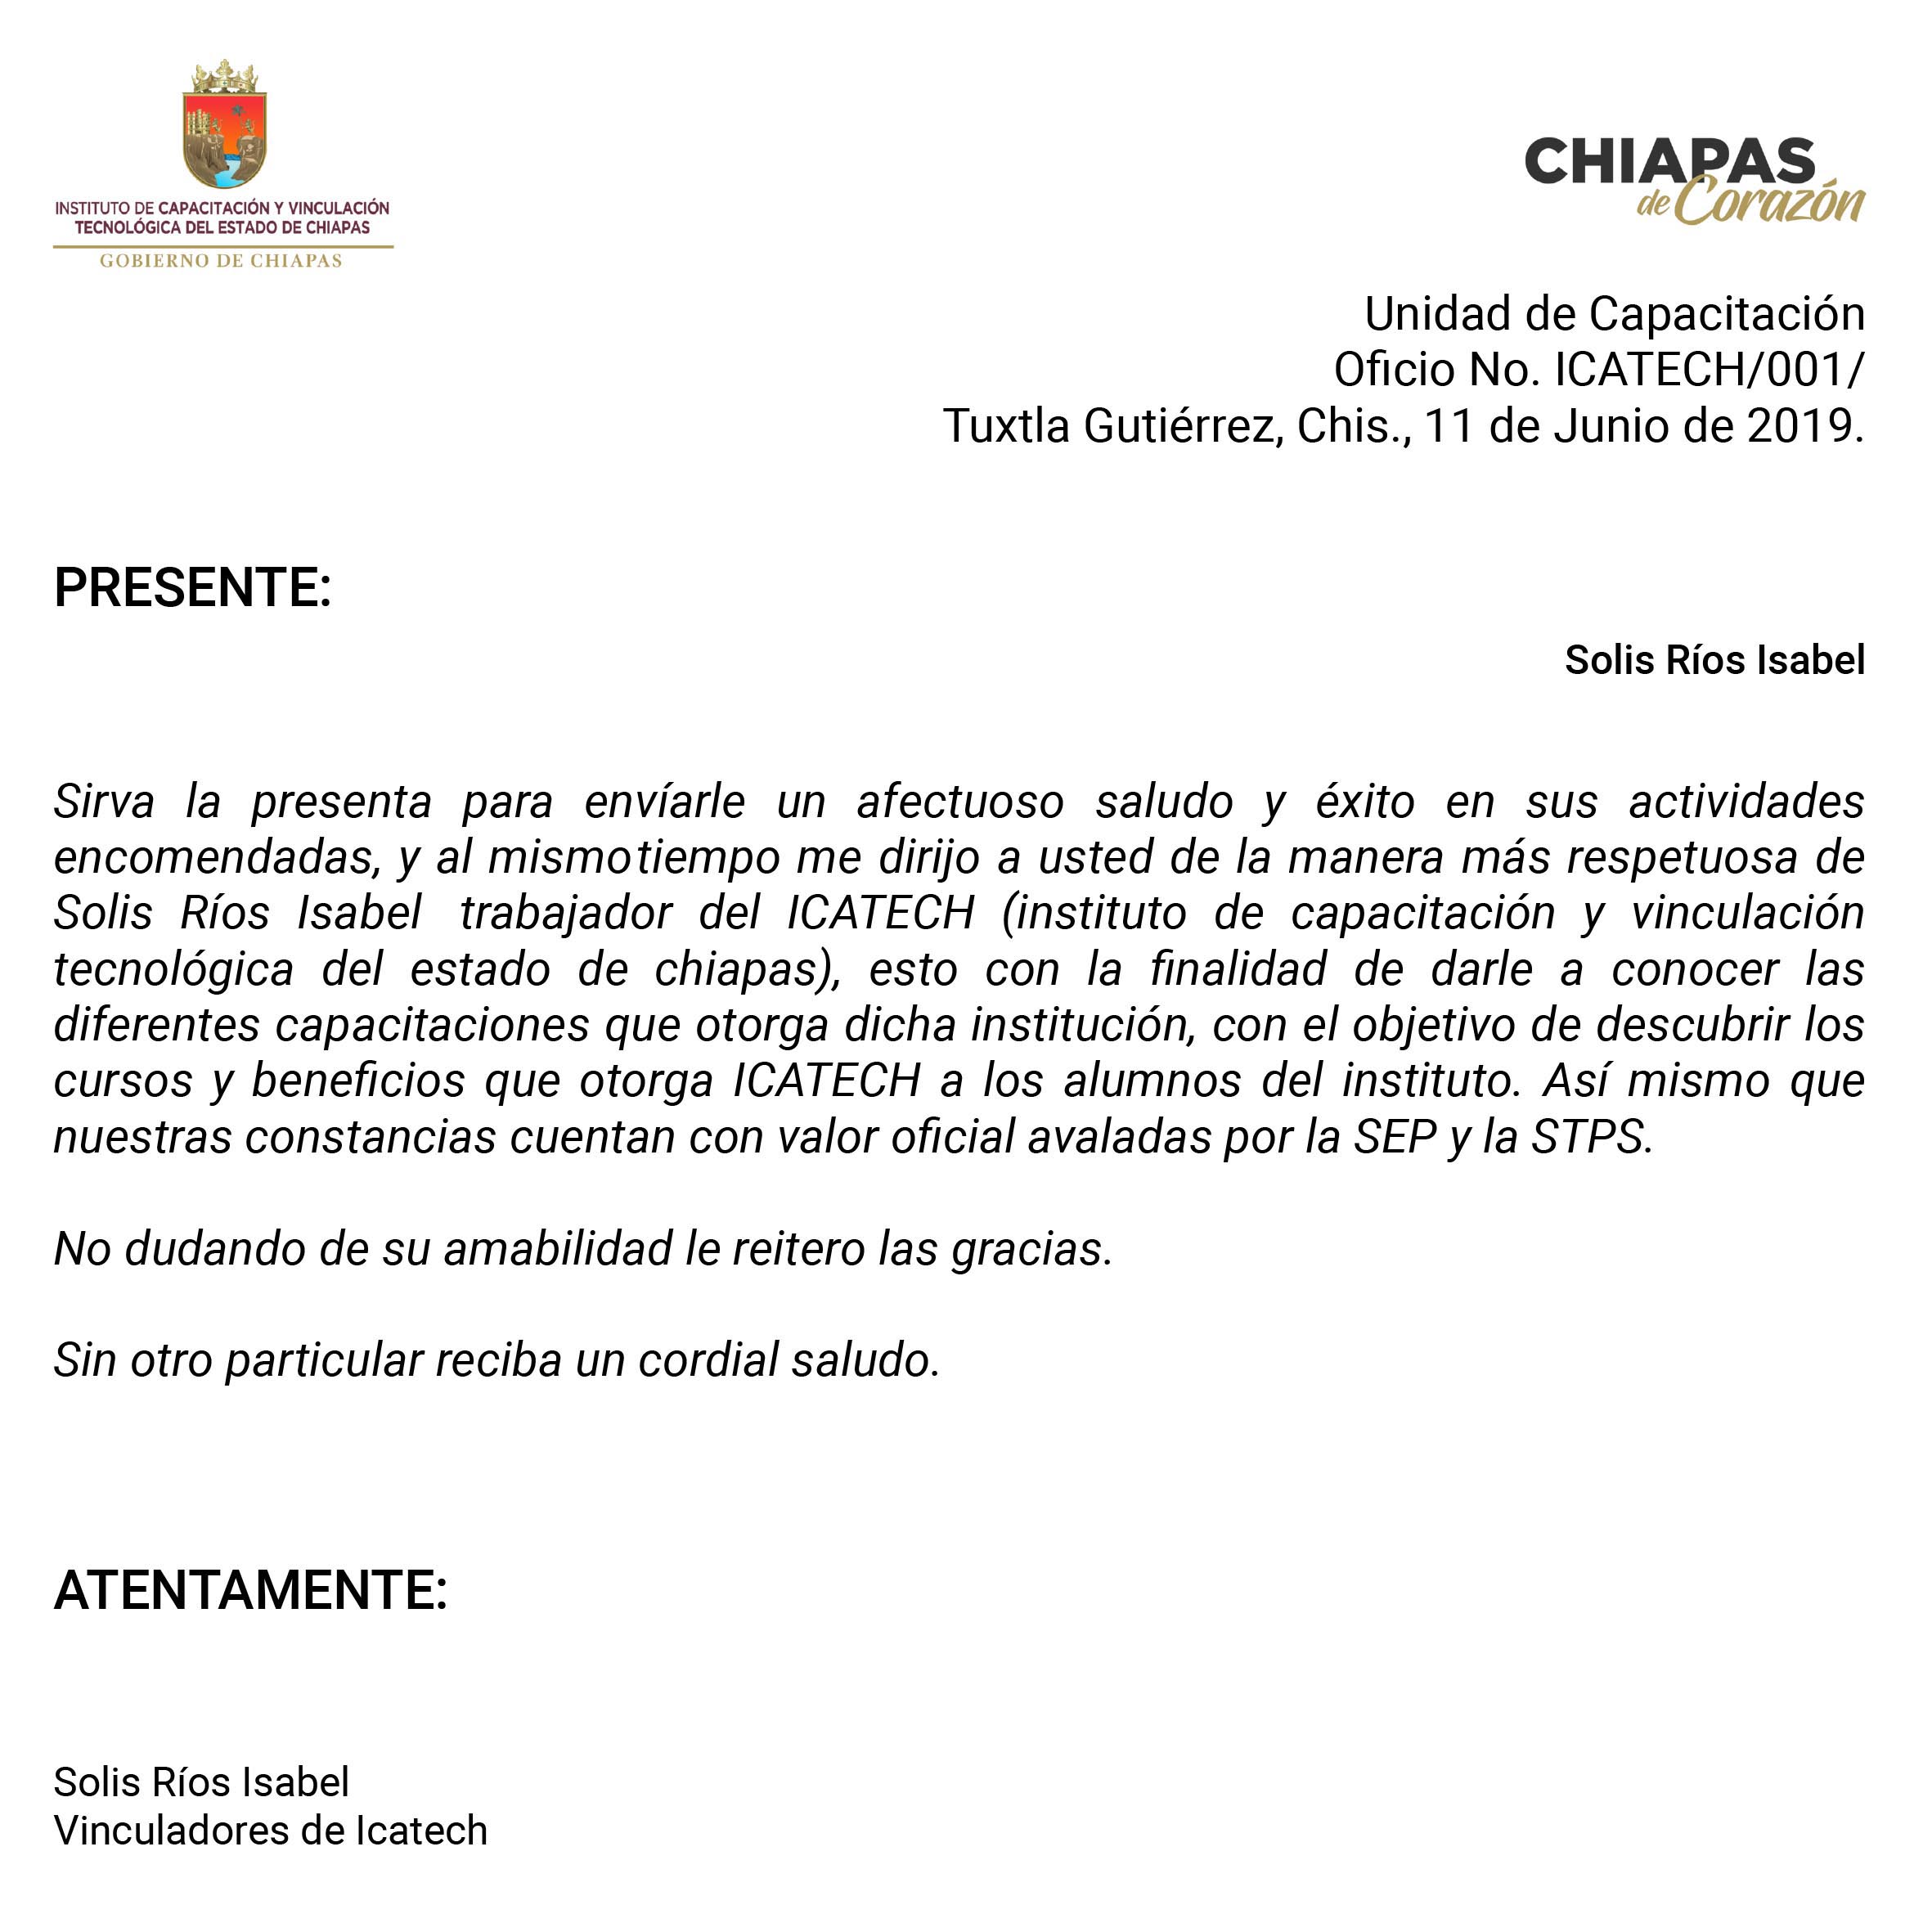 INSTITUTO DE CAPACITACIÓN Y VINCULACIÓN
TECNOLÓGICA DEL ESTADO DE CHIAPAS
GOBIERNO DE CHIAPAS
CHIAPAS
de Corazón
Unidad de Capacitación
Oficio No. ICATECH/001/
Tuxtla Gutiérrez, Chis., 11 de Junio de 2019.
PRESENTE:
Solis Ríos Isabel
Sirva la presenta para envíarle un afectuoso saludo y éxito en sus actividades
encomendadas, y al mismo tiempo me dirijo a usted de la manera más respetuosa de
Solis Ríos Isabel trabajador del ICATECH (instituto de capacitación y vinculación
tecnológica del estado de chiapas), esto con la finalidad de darle a conocer las
diferentes capacitaciones que otorga dicha institución, con el objetivo de descubrir los
cursos y beneficios que otorga ICATECH a los alumnos del instituto. Así mismo que
nuestras constancias cuentan con valor oficial avaladas por la SEP y la STPS.
No dudando de su amabilidad le reitero las gracias.
Sin otro particular reciba un cordial saludo.
ATENTAMENTE:
Solis Ríos Isabel
Vinculadores de Icatech